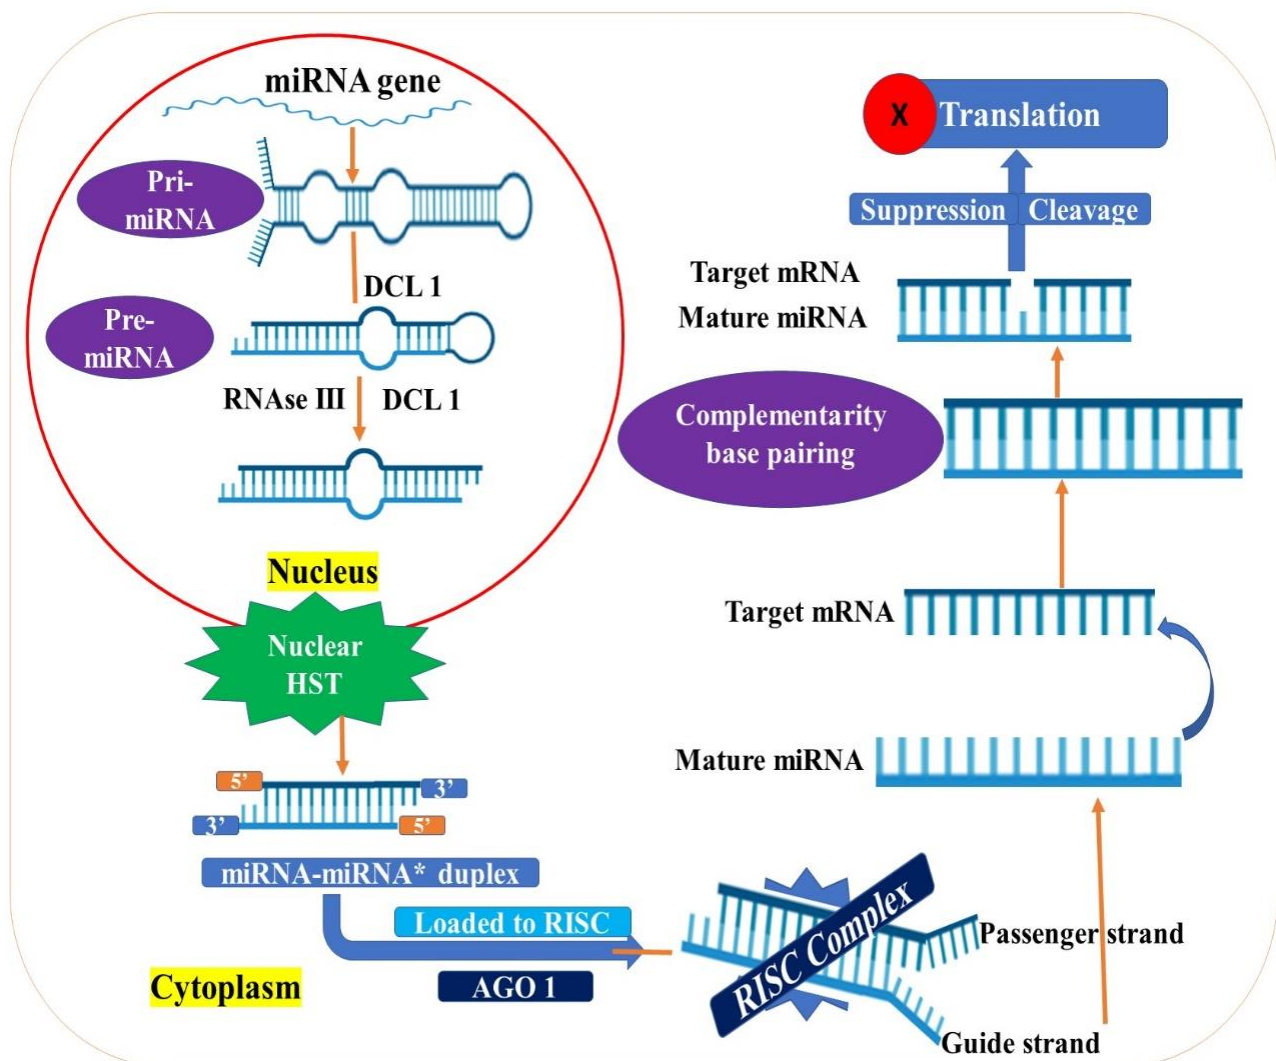 miRNA gene
Pri-
miRNA
DCL 1
Pre-
miRNA
RNAse III
DCL 1
Nucleus
Nuclear
HST
5’
3’
3’
5’
miRNA-miRNA* duplex
Loaded to RISC
AGO 1
Cytoplasm
RISC Complex
Passenger strand
Guide strand
Mature miRNA
Target mRNA
Complementarity
base pairing
Target mRNA
Mature miRNA
Suppression
Cleavage
X
Translation